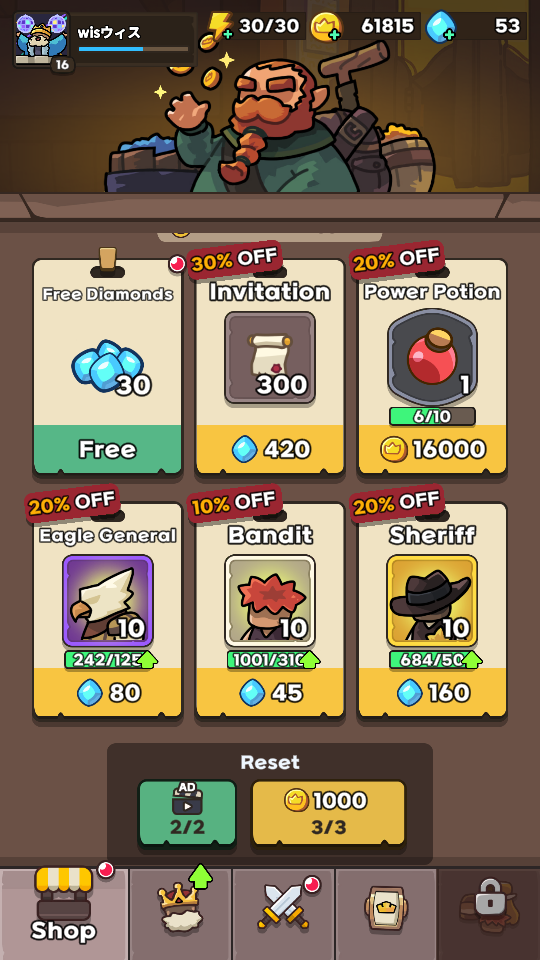 wisウィス
16
30/30
61815
53
30% OFF
20% OFF
Free Diamonds
Invitation
Power Potion
30
300
1
6/10
Free
420
16000
20% OFF
10% OFF
20% OFF
Eagle General
Bandit
Sheriff
10
10
10
242/125
1001/310
684/50
80
45
160
Reset
AD
2/2
1000
3/3
Shop